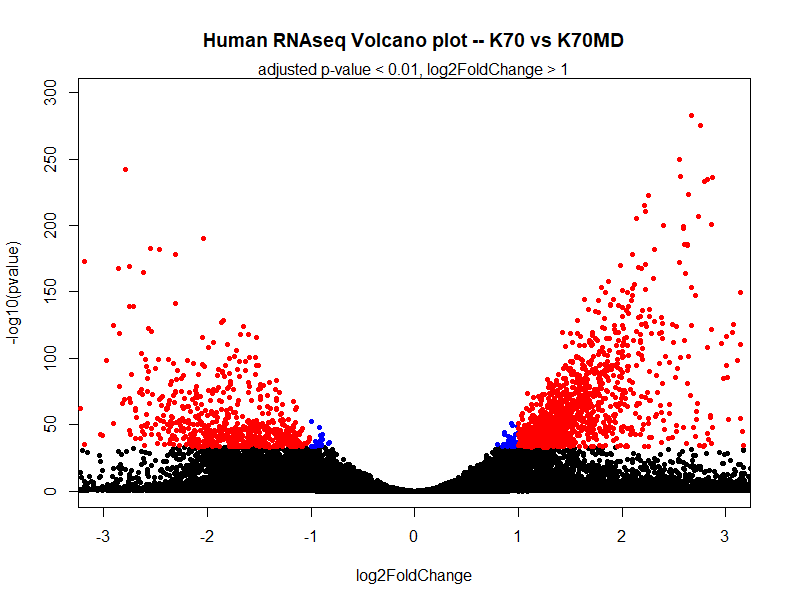 Human RNAseq Volcano plot -- K70 vs K70MD
adjusted p-value < 0.01, log2FoldChange > 1
300
250
200
150
100
50
0
-log10(pvalue)
-3 -2 -1 0 1 2 3
log2FoldChange